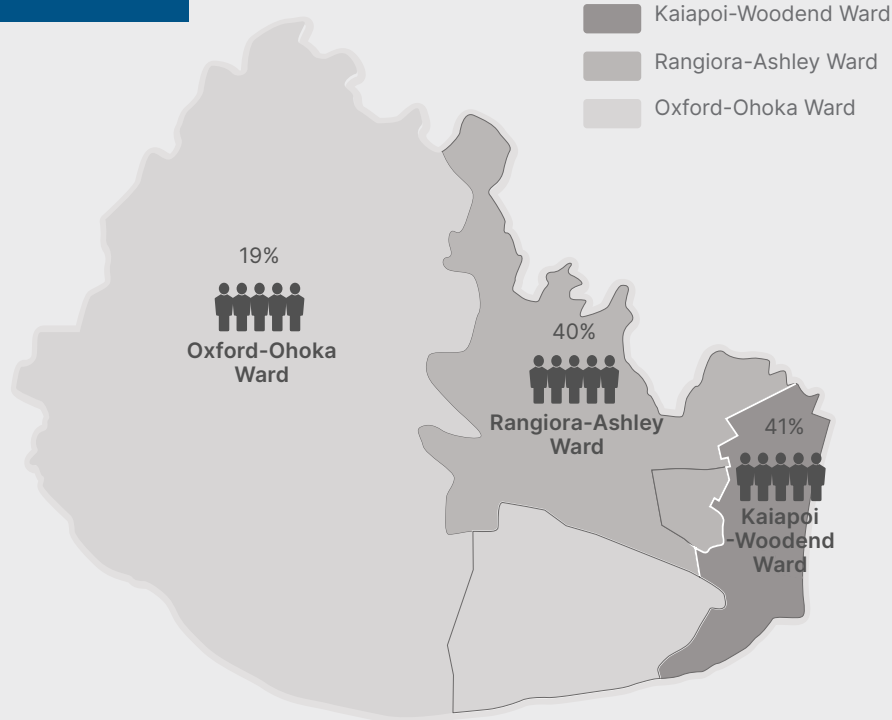 Kaiapoi-Woodend Ward
Rangiora-Ashley Ward
Oxford-Ohoka Ward
19%
Oxford-Ohoka
Ward
40%
Rangiora-Ashley
Ward
41%
Kaiapoi
-Woodend
Ward